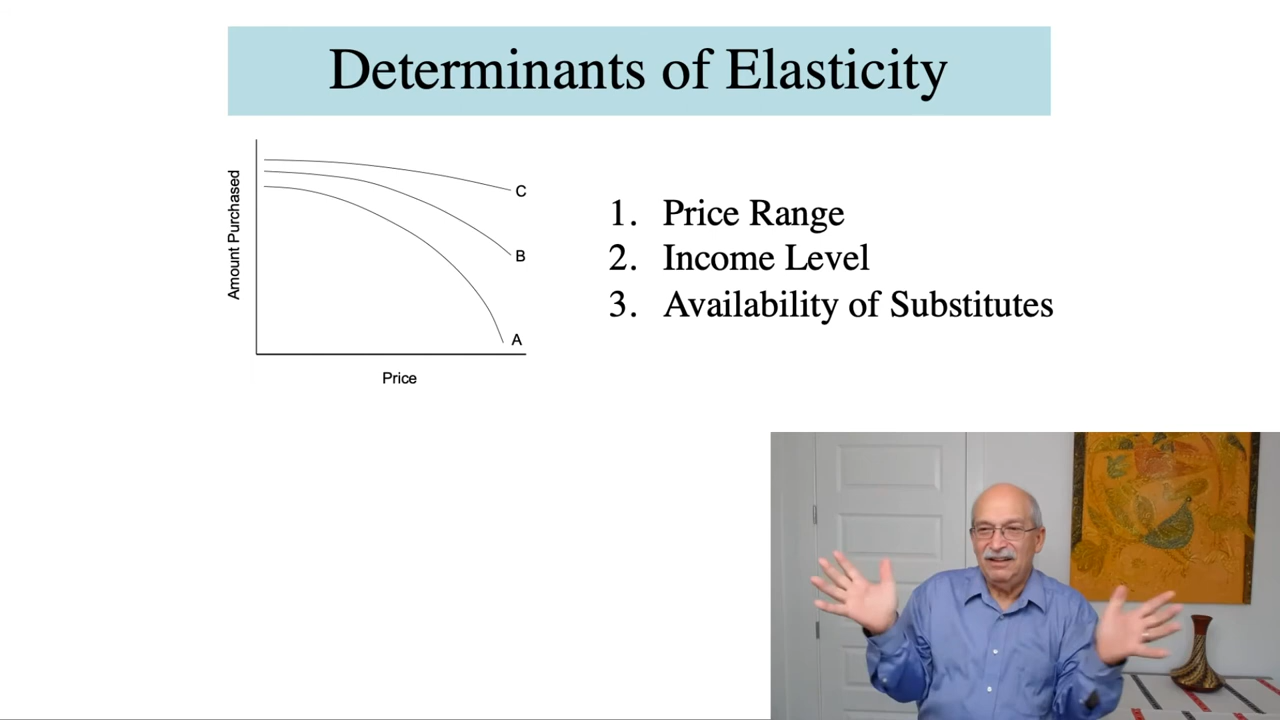 Determinants of Elasticity
Amount Purchased
C
B
A
Price
1. Price Range
2. Income Level
3. Availability of Substitutes